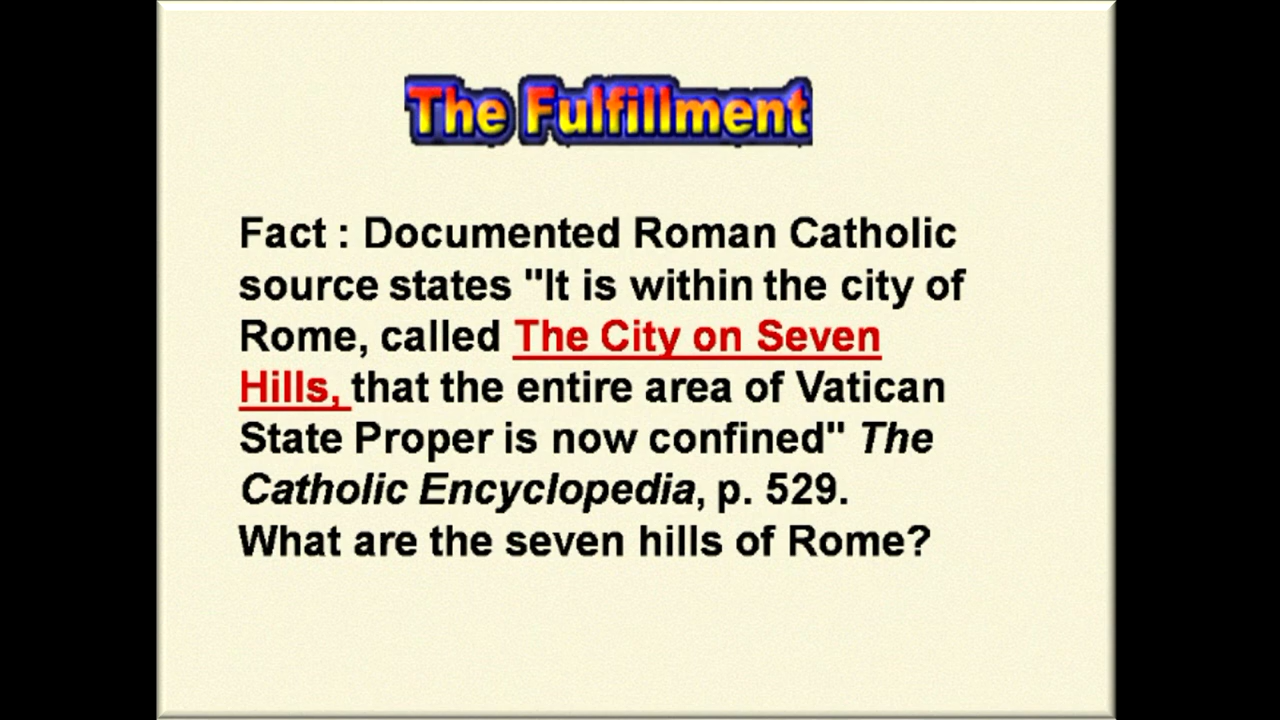 The Fulfillment
Fact : Documented Roman Catholic
source states "It is within the city of
Rome, called The City on Seven
Hills, that the entire area of Vatican
State Proper is now confined" The
Catholic Encyclopedia, p. 529.
What are the seven hills of Rome?